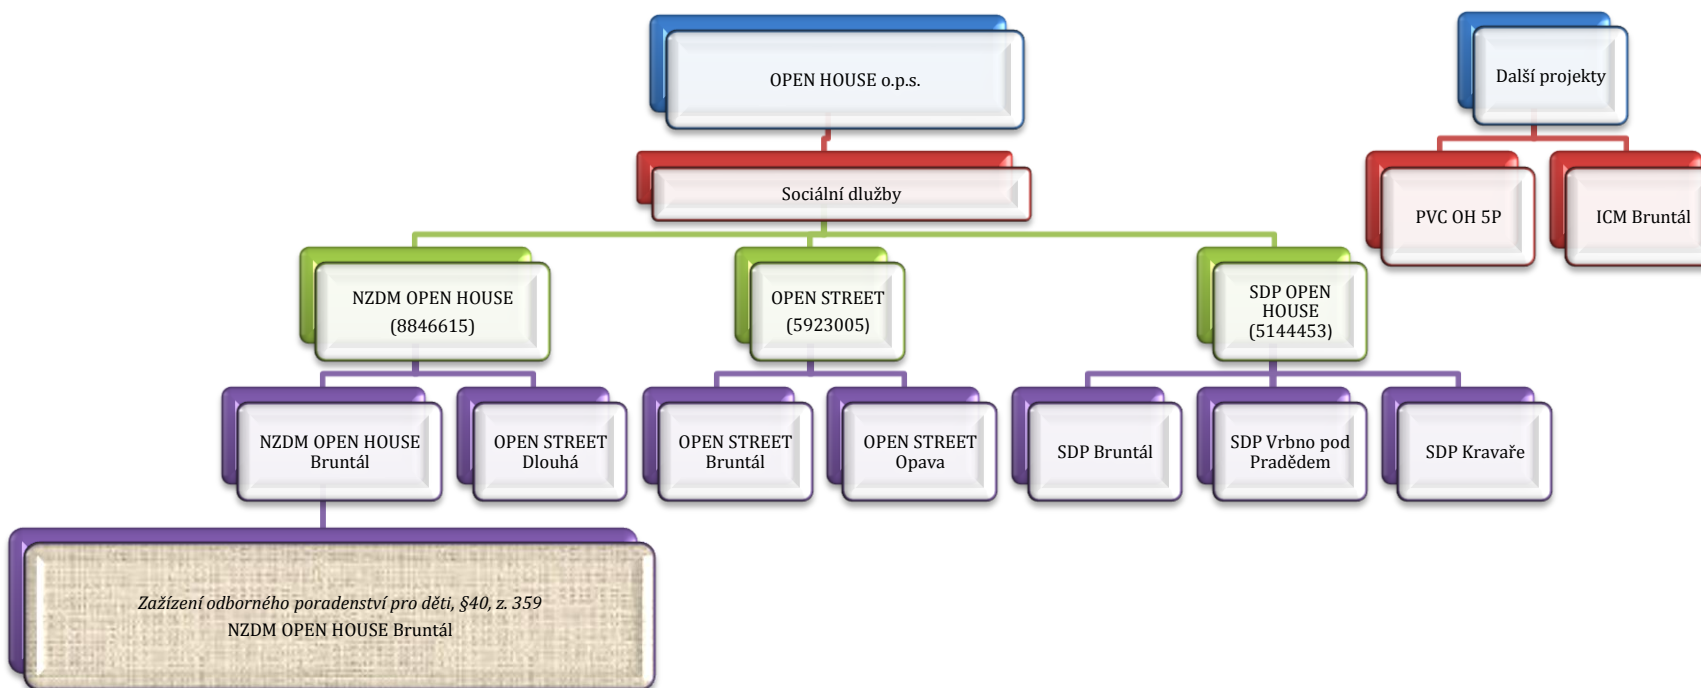 OPEN HOUSE o.p.s.
Další projekty
Sociální dlužby
PVC OH 5P
ICM Bruntál
NZDM OPEN HOUSE
(8846615)
OPEN STREET
(5923005)
SDP OPEN
HOUSE
(5144453)
NZDM OPEN HOUSE
Bruntál
OPEN STREET
Dlouhá
OPEN STREET
Bruntál
OPEN STREET
Opava
SDP Bruntál
SDP Vrbno pod
Pradědem
SDP Kravaře
Zažízení odborného poradenství pro děti, §40, z. 359
NZDM OPEN HOUSE Bruntál